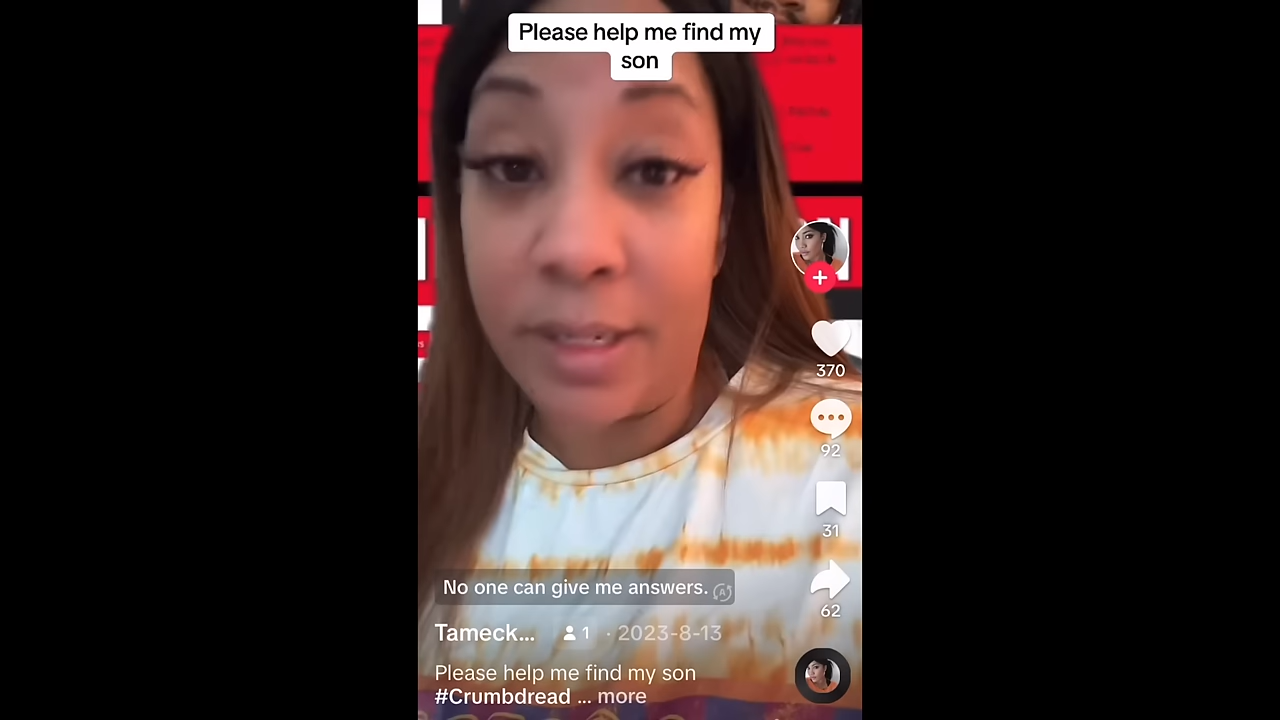 Please help me find my
son
370
92
31
No one can give me answers.
62
Tameck... 1 · 2023-8-13
Please help me find my son
#Crumbdread ... more